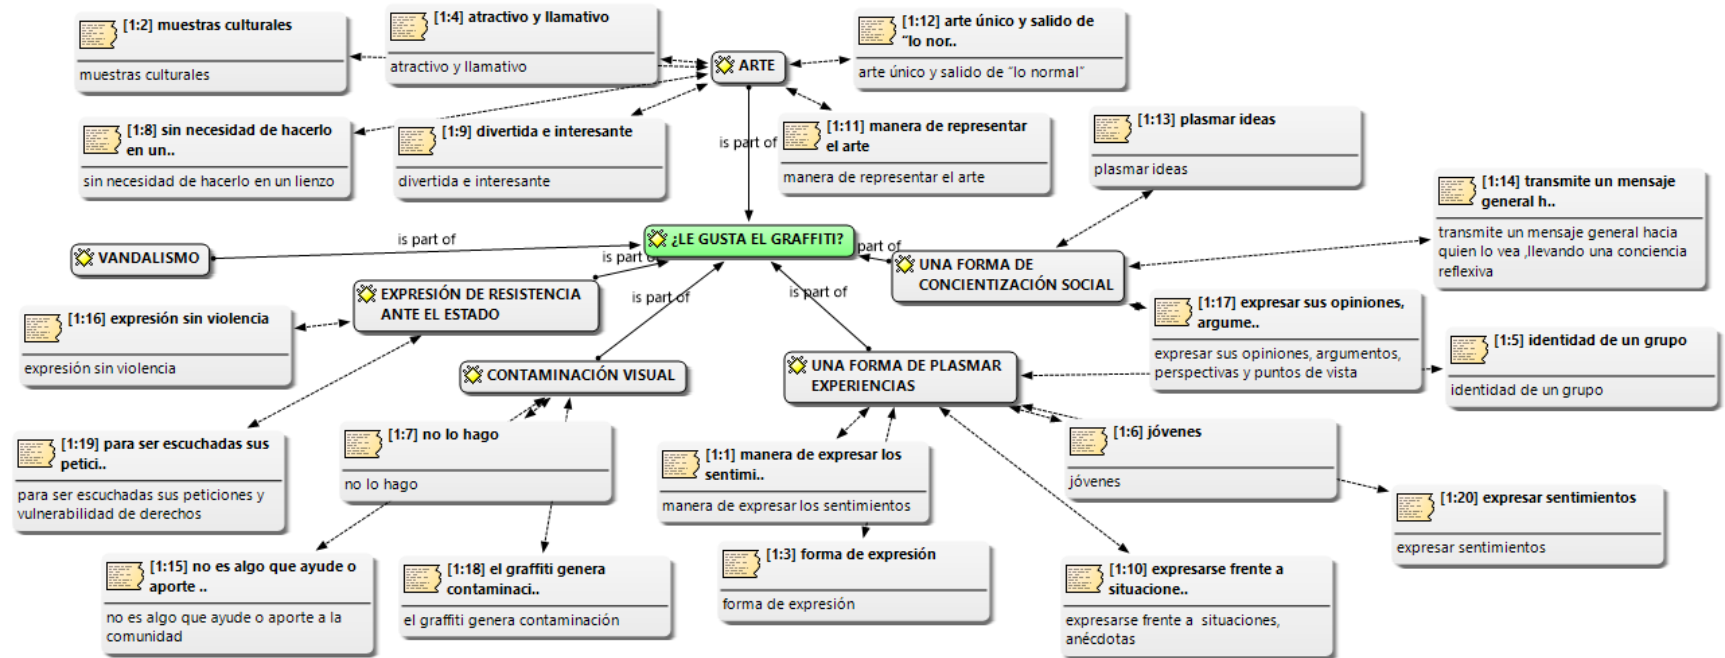 [1:2] muestras culturales
muestras culturales
[1:4] atractivo y llamativo
atractivo y llamativo
ARTE
[1:12] arte único y salido de
“lo nor..
arte único y salido de “lo normal”
[1:8] sin necesidad de hacerlo
en un..
sin necesidad de hacerlo en un lienzo
[1:9] divertida e interesante
divertida e interesante
is part of
[1:11] manera de representar
el arte
manera de representar el arte
[1:13] plasmar ideas
plasmar ideas
[1:14] transmite un mensaje
general h..
transmite un mensaje general hacia
quien lo vea ,llevando una conciencia
reflexiva
VANDALISMO
is part of
¿LE GUSTA EL GRAFFITI?
is part of
part of
UNA FORMA DE
CONCIENTIZACIÓN SOCIAL
EXPRESIÓN DE RESISTENCIA
ANTE EL ESTADO
is part of
is part of
[1:16] expresión sin violencia
expresión sin violencia
[1:17] expresar sus opiniones,
argume..
expresar sus opiniones, argumentos,
perspectivas y puntos de vista
[1:5] identidad de un grupo
identidad de un grupo
CONTAMINACIÓN VISUAL
UNA FORMA DE PLASMAR
EXPERIENCIAS
[1:19] para ser escuchadas sus
petici..
para ser escuchadas sus peticiones y
vulnerabilidad de derechos
[1:7] no lo hago
no lo hago
[1:1] manera de expresar los
sentimi..
manera de expresar los sentimientos
[1:6] jóvenes
jóvenes
[1:20] expresar sentimientos
expresar sentimientos
[1:15] no es algo que ayude o
aporte ..
no es algo que ayude o aporte a la
comunidad
[1:18] el graffiti genera
contaminaci..
el graffiti genera contaminación
[1:3] forma de expresión
forma de expresión
[1:10] expresarse frente a
situacione..
expresarse frente a  situaciones,
anécdotas